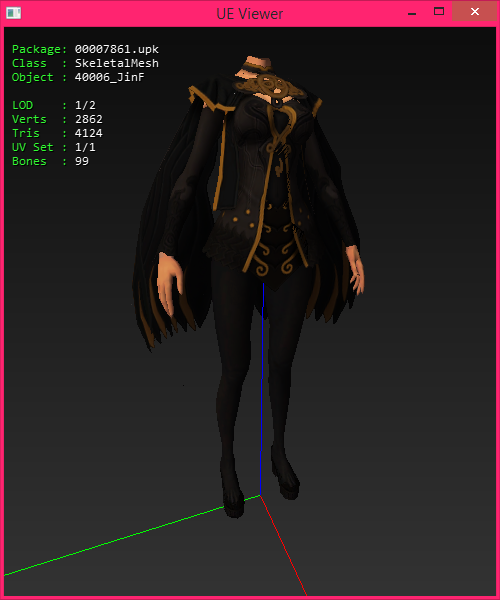 UE Viewer
Package: 00007861.upk
Class : SkeletalMesh
Object : 40006_JinF
LOD : 1/2
Verts : 2862
Tris : 4124
UV Set : 1/1
Bones : 99